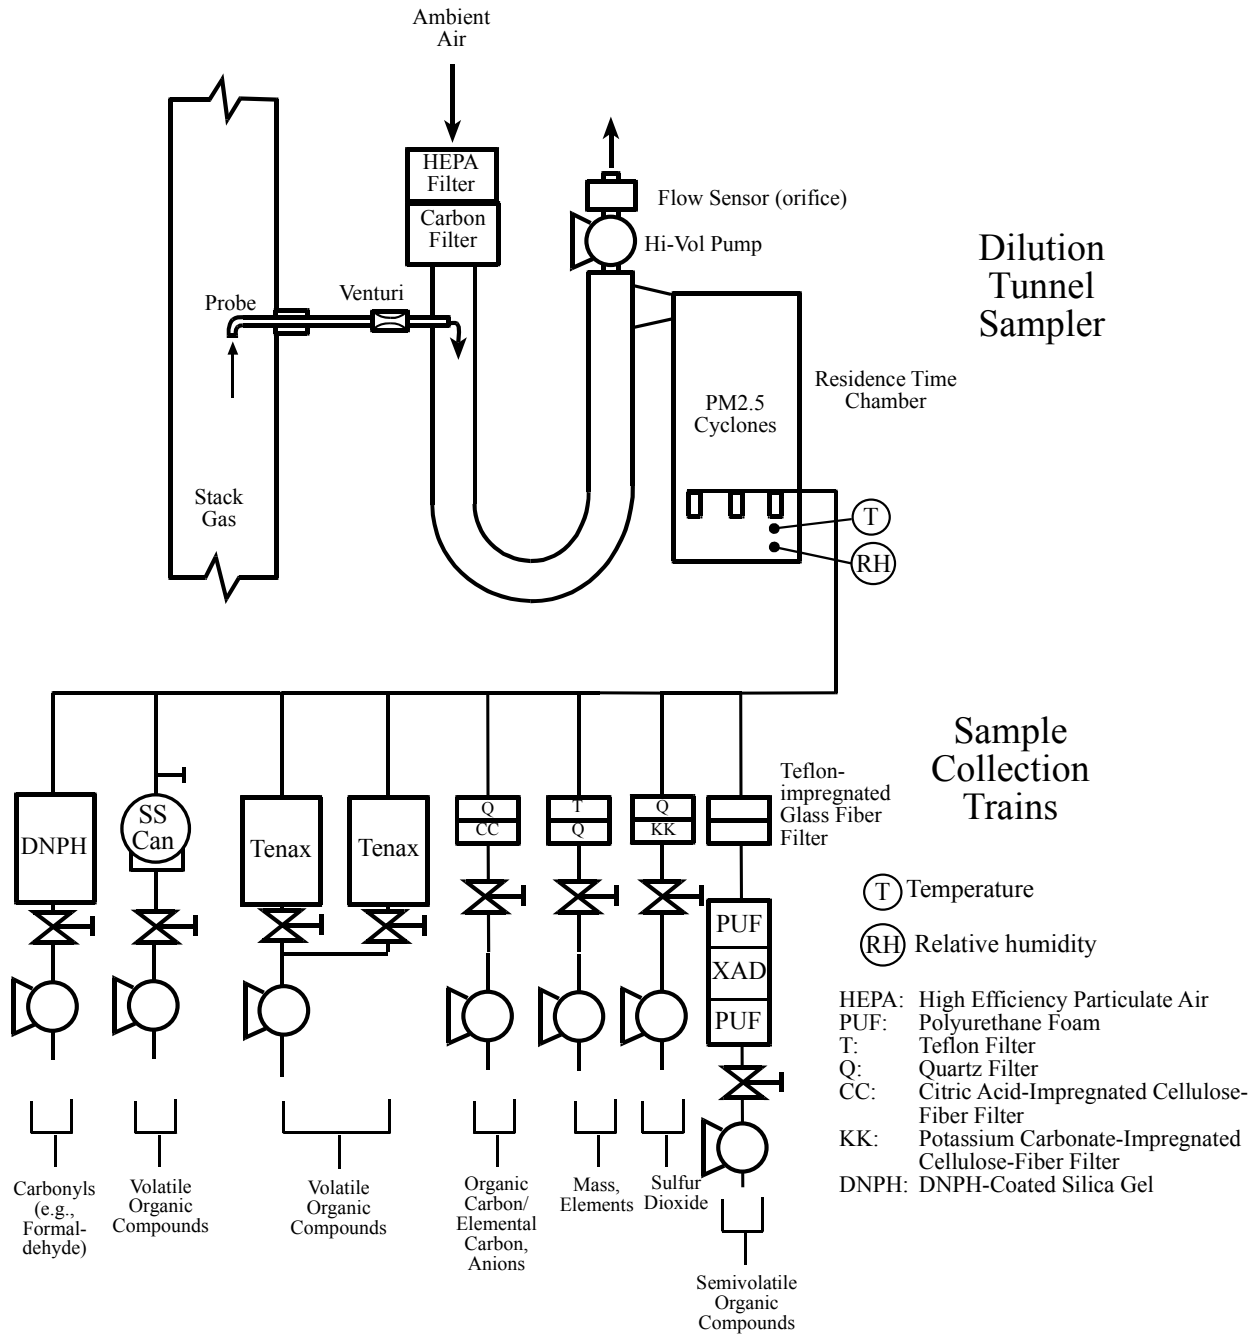 Ambient
Air
HEPA
Filter
Carbon
Filter
Flow Sensor (orifice)
Hi-Vol Pump
Dilution
Tunnel
Sampler
Probe
Venturi
Residence Time
Chamber
PM2.5
Cyclones
Stack
Gas
T
RH
Sample
Collection
Trains
Teflon-
impregnated
Glass Fiber
Filter
DNPH
SS
Can
Tenax
Tenax
Q
CC
T
Q
Q
KK
PUF
XAD
PUF
T Temperature
RH Relative humidity
HEPA: High Efficiency Particulate Air
PUF: Polyurethane Foam
T: Teflon Filter
Q: Quartz Filter
CC: Citric Acid-Impregnated Cellulose-
Fiber Filter
KK: Potassium Carbonate-Impregnated
Cellulose-Fiber Filter
DNPH: DNPH-Coated Silica Gel
Carbonyls
(e.g.,
Formal-
dehyde)
Volatile
Organic
Compounds
Volatile
Organic
Compounds
Organic
Carbon/
Elemental
Carbon,
Anions
Mass,
Elements
Sulfur
Dioxide
Semivolatile
Organic
Compounds